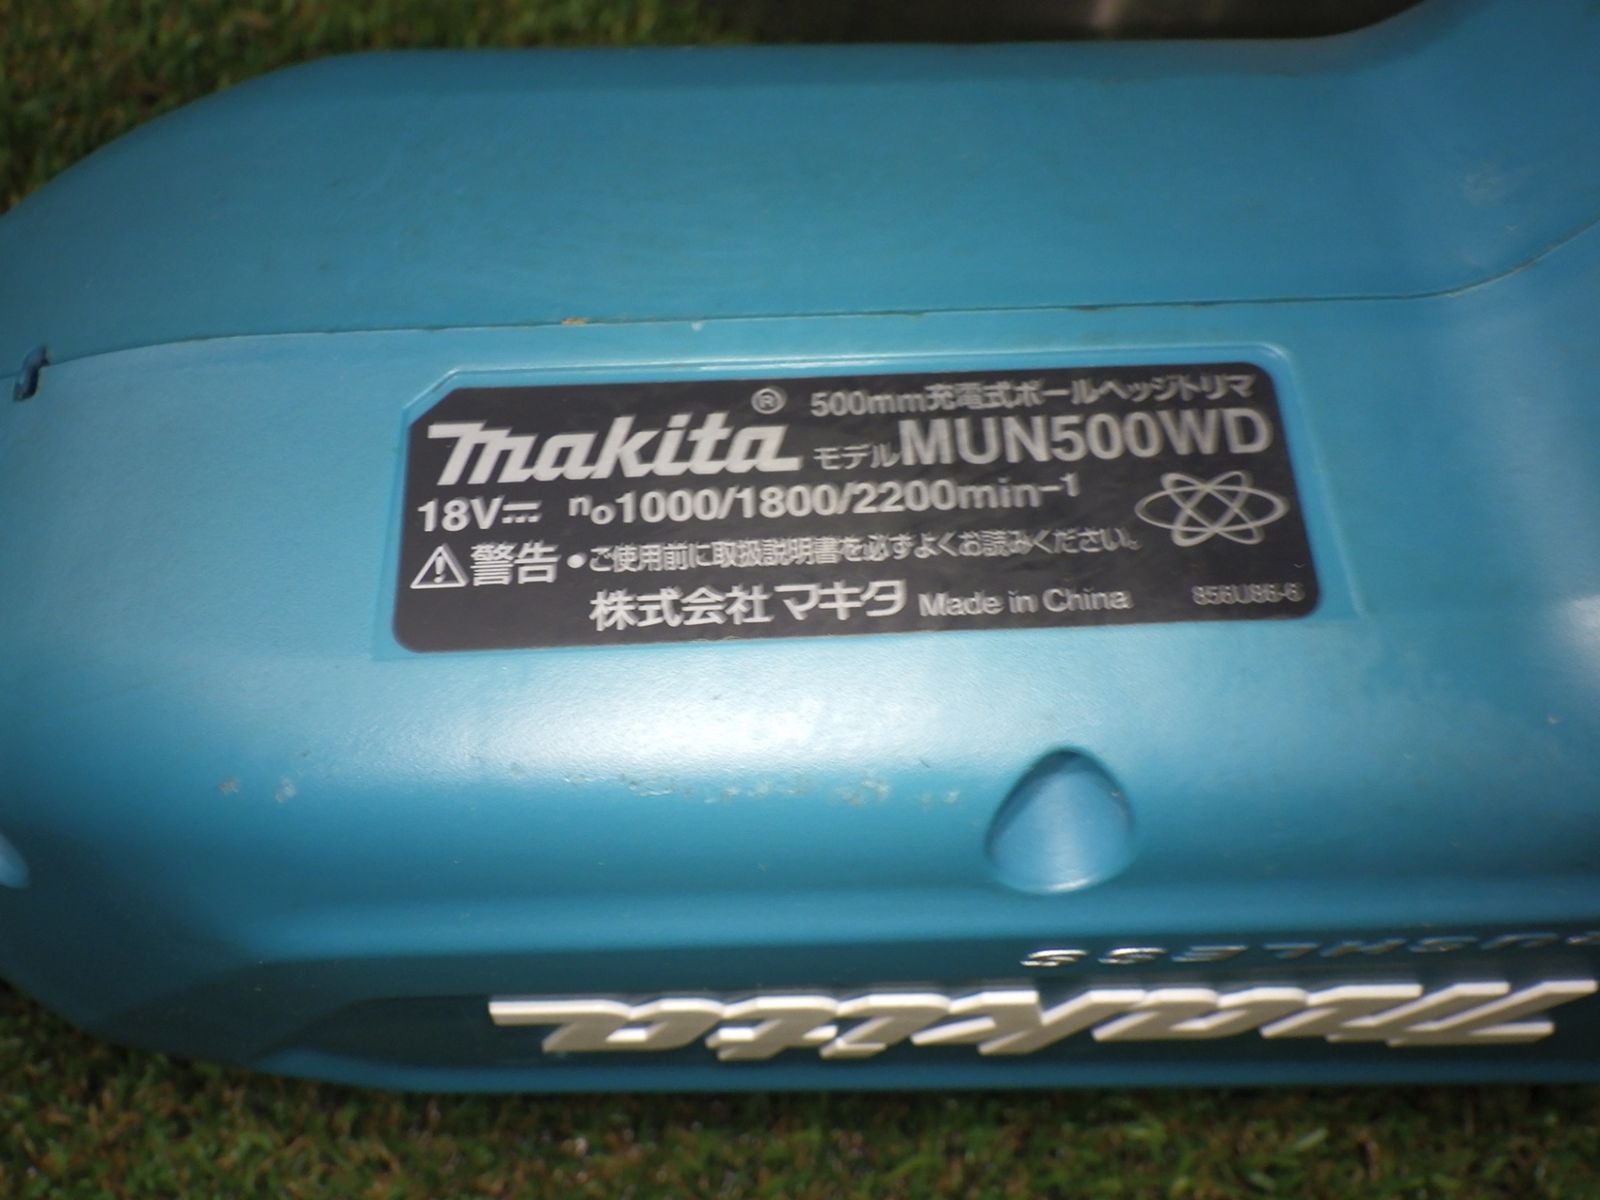 makita® 500mm充電式ポールヘッジトリマ
モデル MUN500WD
18V⎓ n₀1000/1800/2200min⁻¹
⚠警告 •ご使用前に取扱説明書を必ずよくお読みください。
株式会社マキタ Made in China 856U86-6
makita